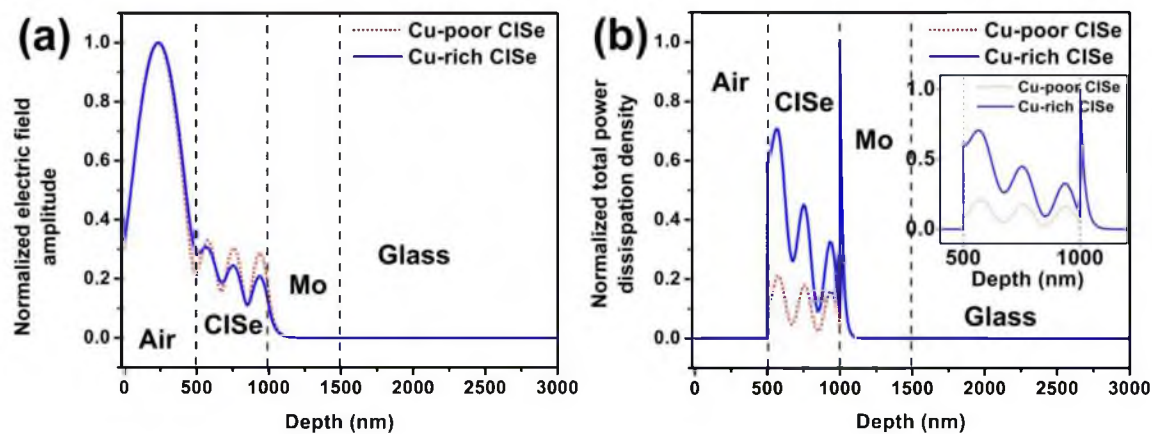 (a)
Cu-poor CISe
Cu-rich CISe
Normalized electric field
amplitude
1.0
0.8
0.6
0.4
0.2
0.0
Air
CISe
Mo
Glass
0
500
1000
1500
2000
2500
3000
Depth (nm)
(b)
Cu-poor CISe
Cu-rich CISe
Normalized total power
dissispation density
1.0
0.8
0.6
0.4
0.2
0.0
Air
CISe
Mo
Glass
0
500
1000
1500
2000
2500
3000
Depth (nm)
Cu-poor CISe
Cu-rich CISe
1.0
0.5
0.0
500
1000
Depth (nm)